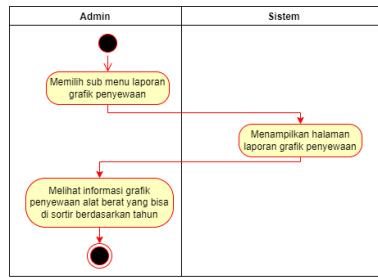 Admin
Sistem
Memilih sub menu laporan
grafik penyewaan
Menampilkan halaman
laporan grafik penyewaan
Melihat informasi grafik
penyewaan alat berat yang bisa
di sortir berdasarkan tahun